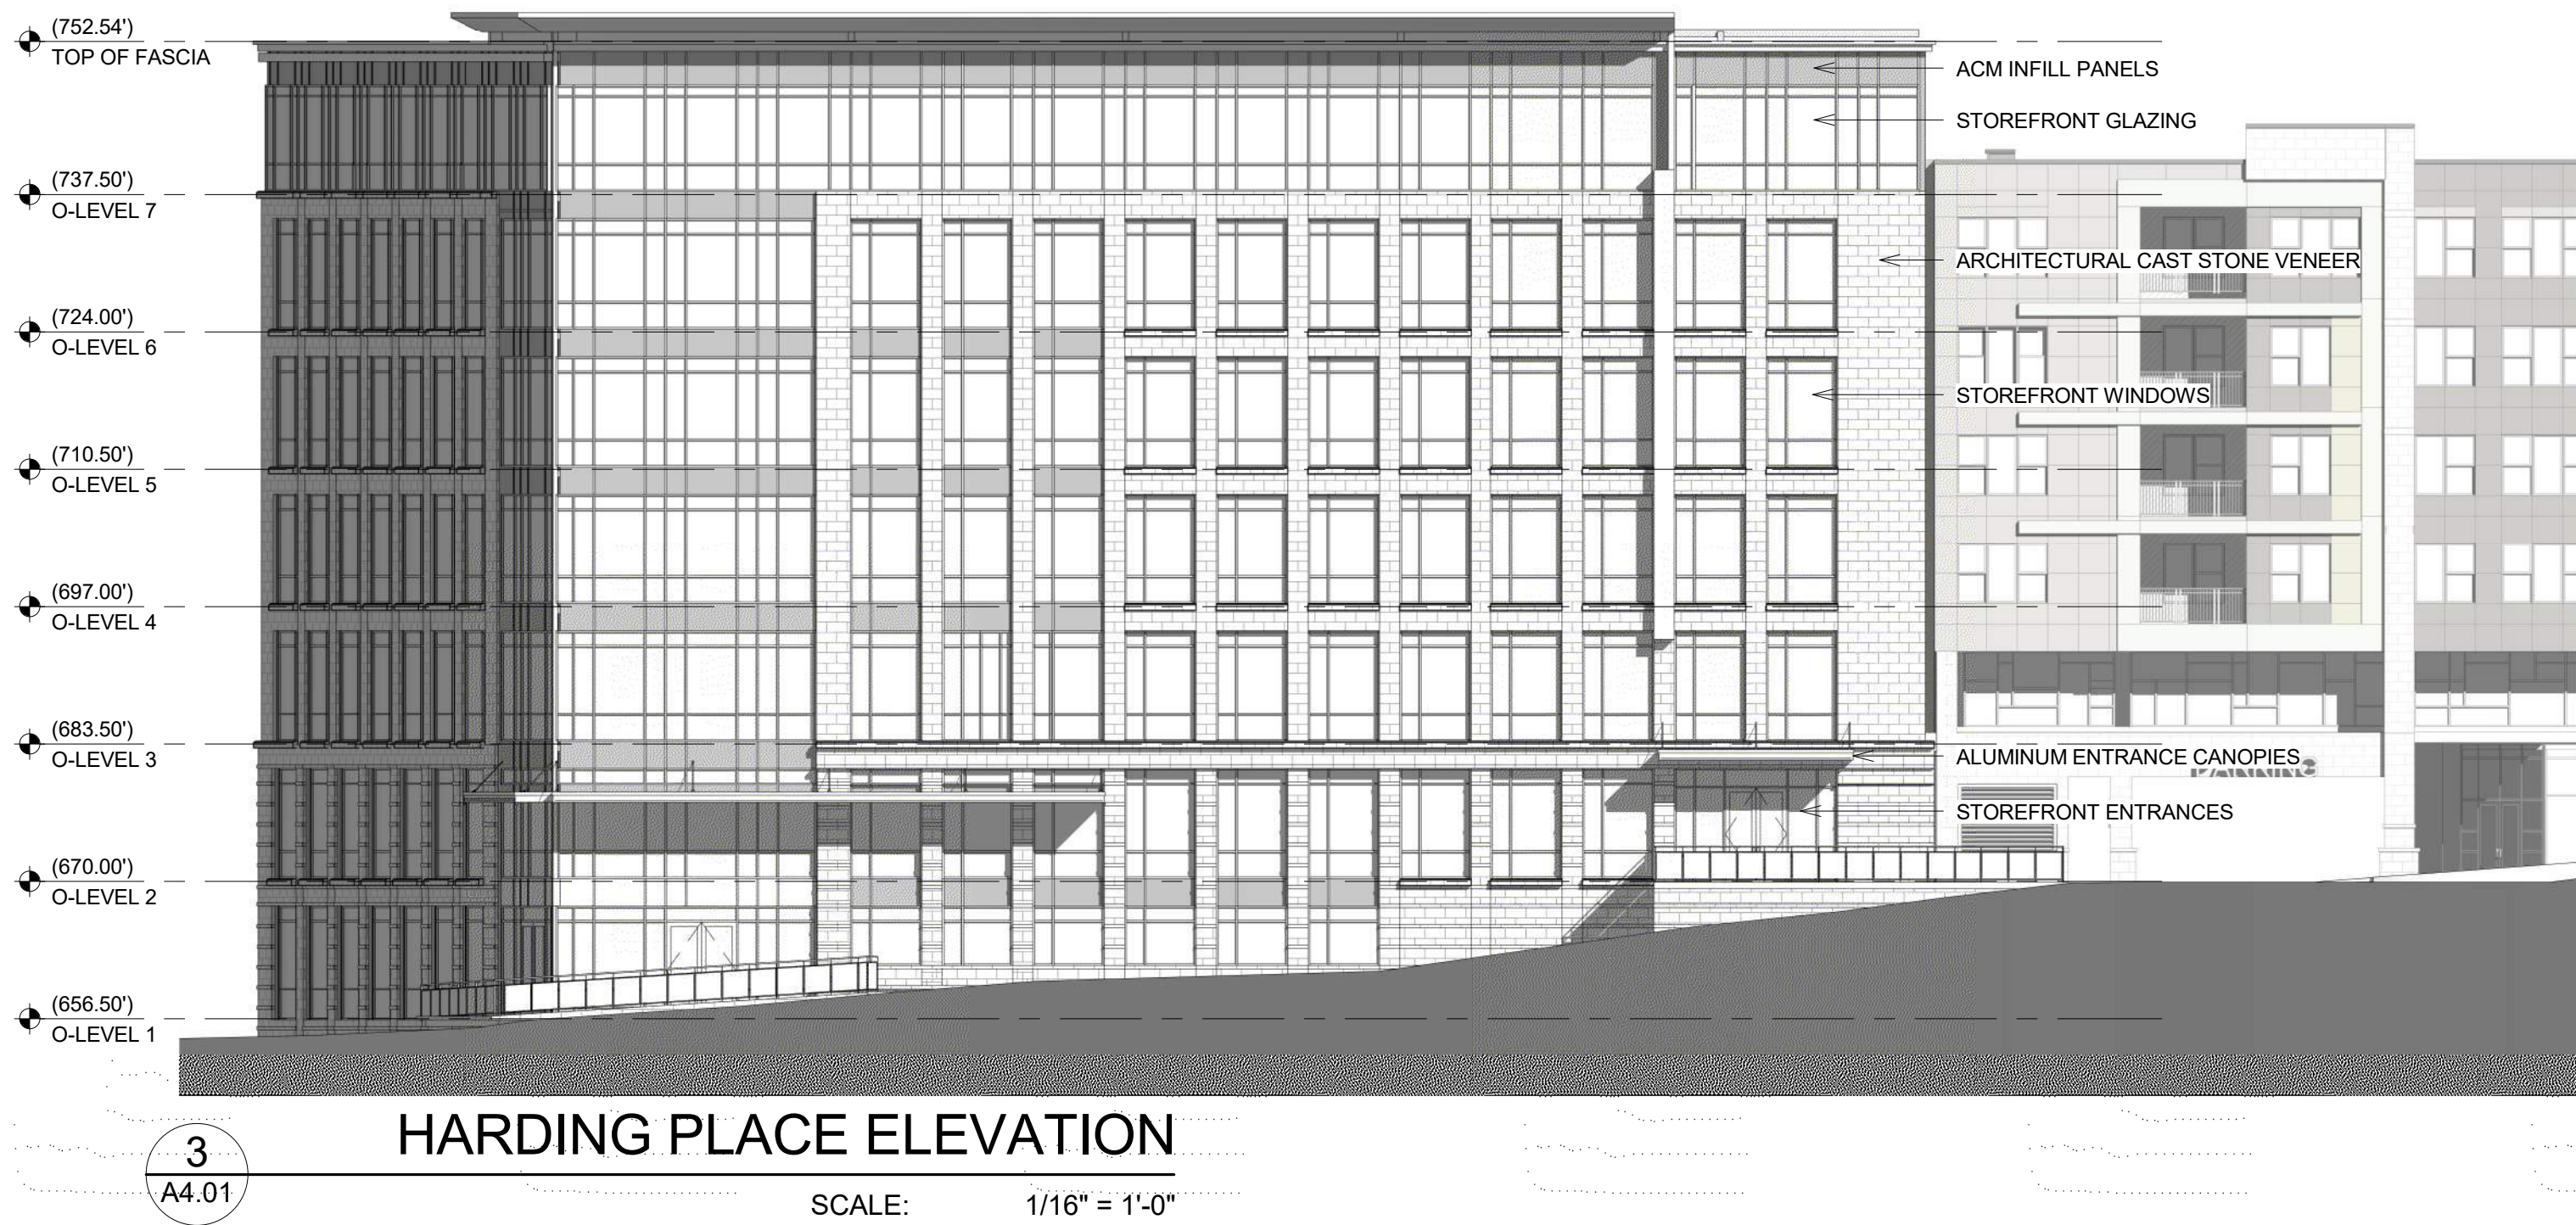 (752.54')
TOP OF FASCIA
ACM INFILL PANELS
STOREFRONT GLAZING
(737.50')
O-LEVEL 7
ARCHITECTURAL CAST STONE VENEER
(724.00')
O-LEVEL 6
STOREFRONT WINDOWS
(710.50')
O-LEVEL 5
(697.00')
O-LEVEL 4
(683.50')
O-LEVEL 3
ALUMINUM ENTRANCE CANOPIES
STOREFRONT ENTRANCES
(670.00')
O-LEVEL 2
(656.50')
O-LEVEL 1
HARDING PLACE ELEVATION
3
A4.01
SCALE: 1/16" = 1'-0"